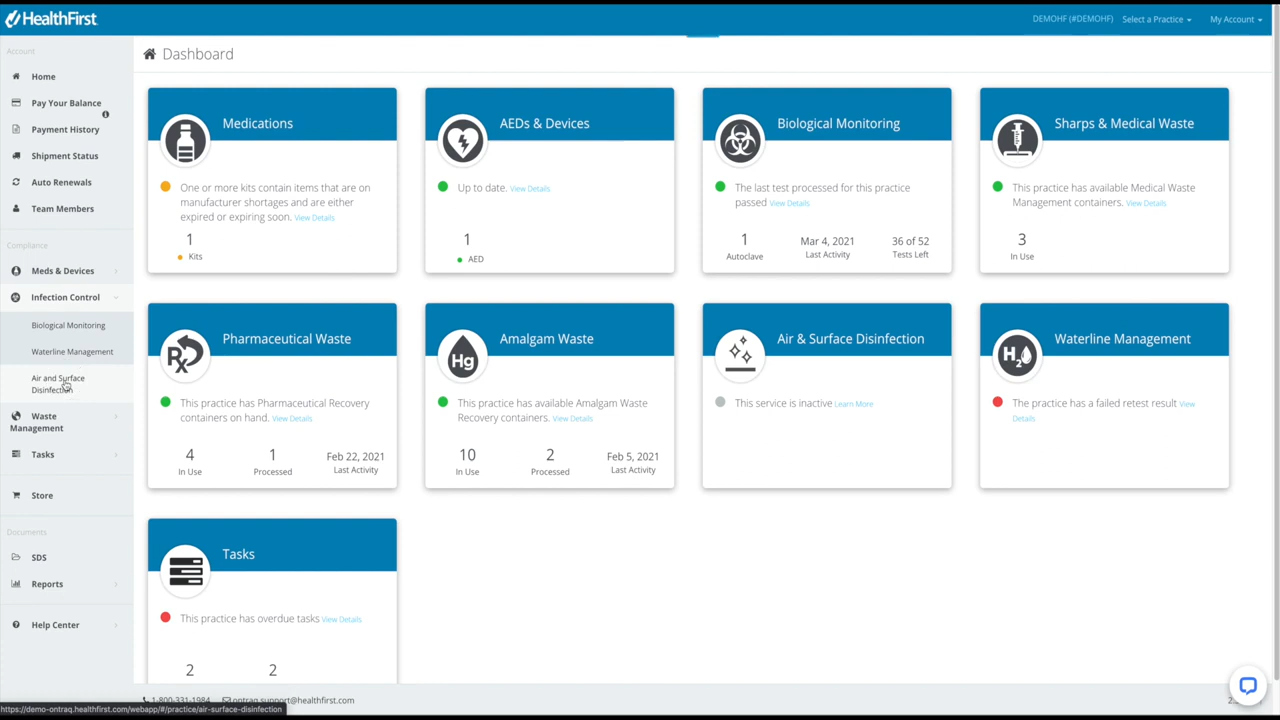 HealthFirst
DEMOHF (#DEMOHF)
Select a Practice
My Account
Account
Home
Pay Your Balance
Payment History
Shipment Status
Auto Renewals
Team Members
Compliance
Meds & Devices
Infection Control
Biological Monitoring
Waterline Management
Air and Surface
Disinfection
Waste
Management
Tasks
Store
Documents
SDS
Reports
Help Center
Dashboard
Medications
One or more kits contain items that are on
manufacturer shortages and are either
expired or expiring soon. View Details
1
Kits
AEDs & Devices
Up to date. View Details
1
AED
Biological Monitoring
The last test processed for this practice
passed View Details
1
Autoclave
Mar 4, 2021
Last Activity
36 of 52
Tests Left
Sharps & Medical Waste
This practice has available Medical Waste
Management containers. View Details
3
In Use
Pharmaceutical Waste
Rx
This practice has Pharmaceutical Recovery
containers on hand. View Details
4
In Use
1
Processed
Feb 22, 2021
Last Activity
Amalgam Waste
Hg
This practice has available Amalgam Waste
Recovery containers. View Details
10
In Use
2
Processed
Feb 5, 2021
Last Activity
Air & Surface Disinfection
This service is inactive Learn More
Waterline Management
H2O
The practice has a failed retest result View
Details
Tasks
This practice has overdue tasks View Details
2
2
1-800-331-1984
ontraq.support@healthfirst.com
https://demo-ontraq.healthfirst.com/webapp/#/practice/air-surface-disinfection